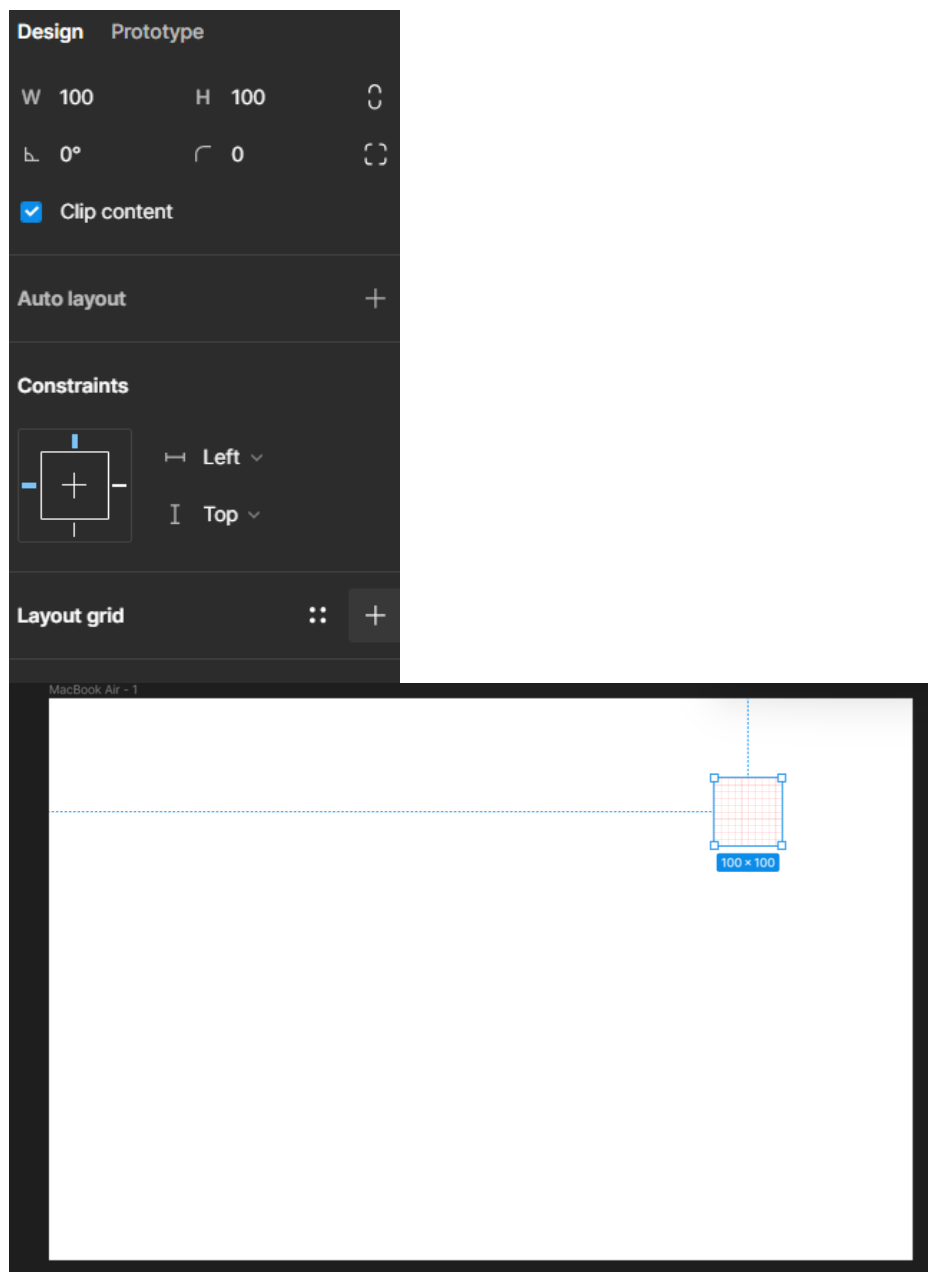 Design Prototype
W 100 H 100
0° 0
Clip content
Auto layout
Constraints
Left
Top
Layout grid
MacBook Air - 1
100 × 100